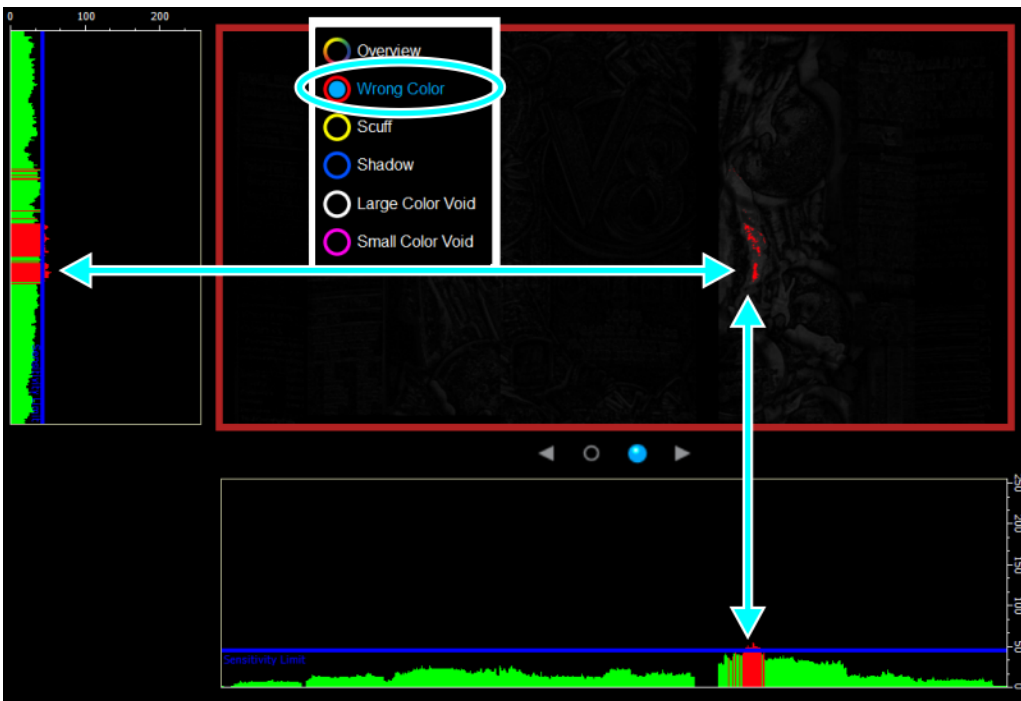 0 100 200
Overview
Wrong Color
Scuff
Shadow
Large Color Void
Small Color Void
250
200
150
100
50
0
Sensitivity Limit